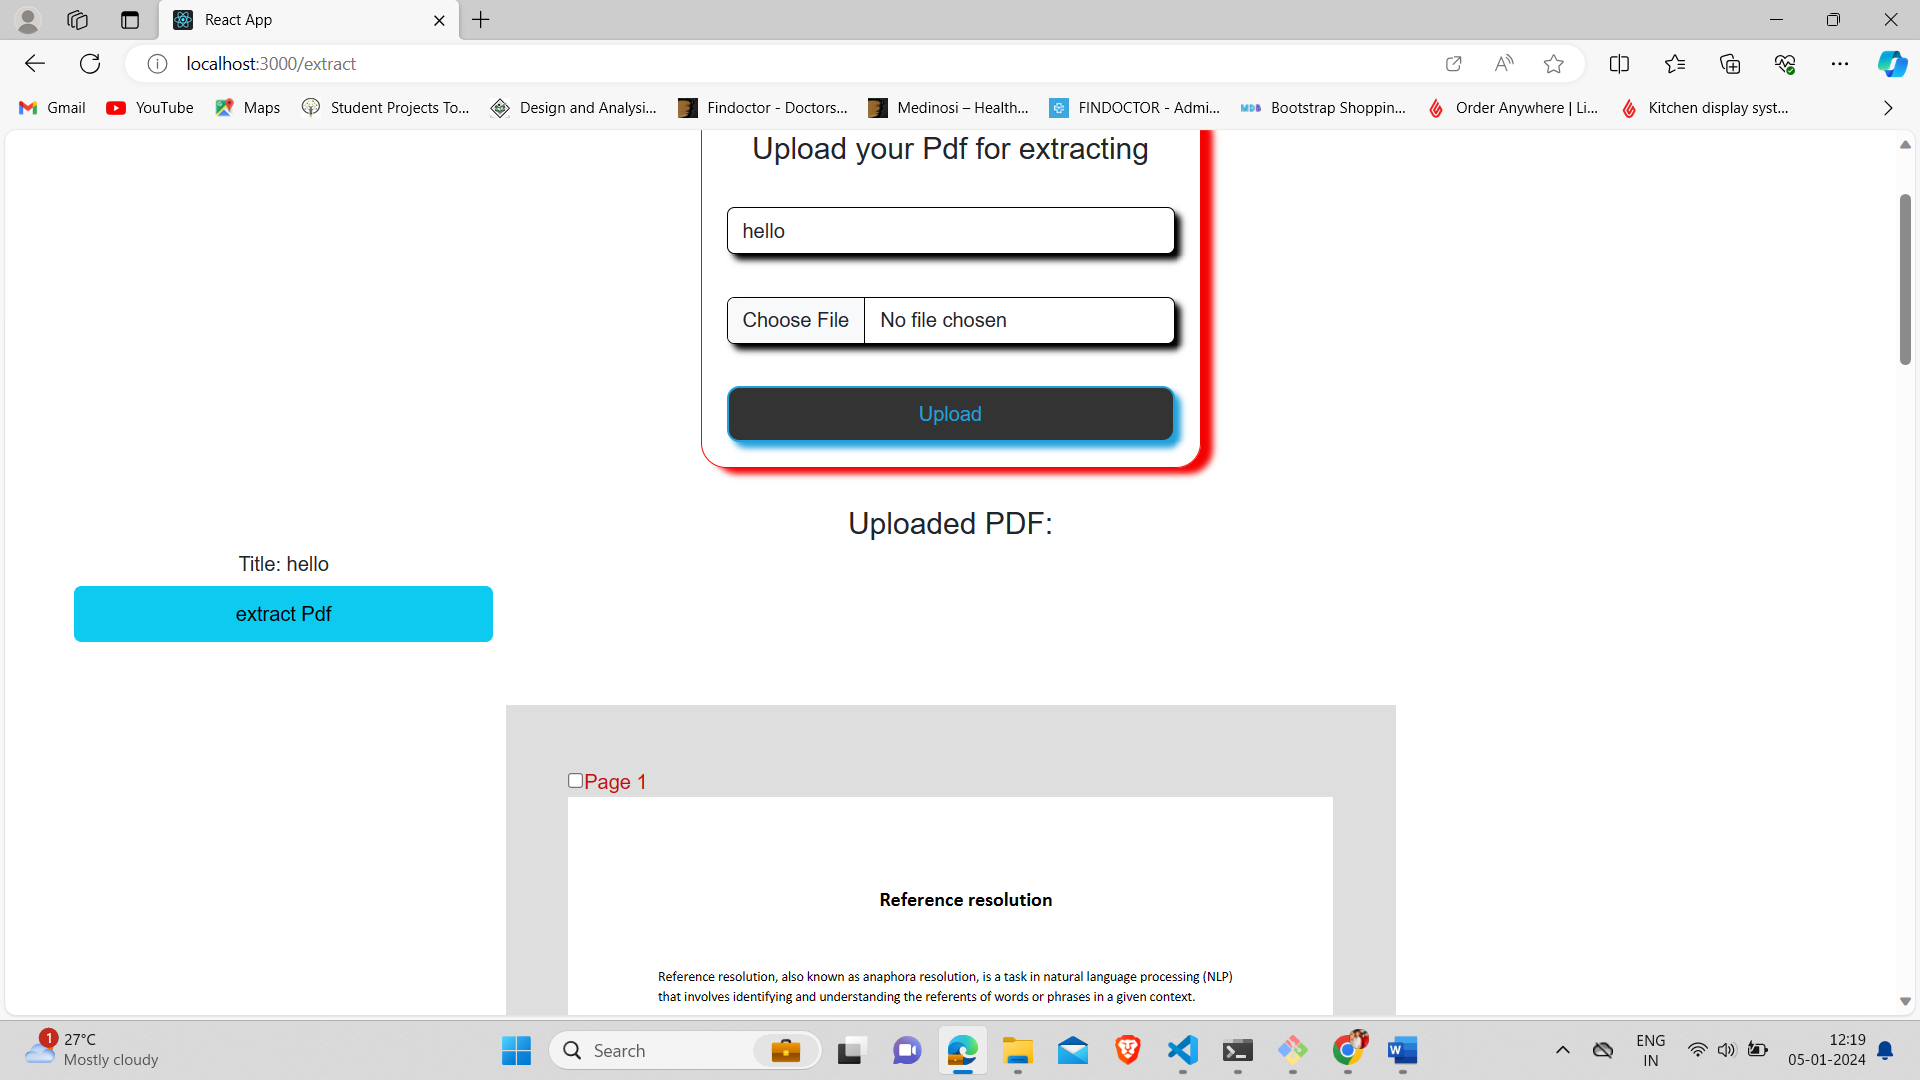 React App
localhost:3000/extract
Gmail
YouTube
Maps
Student Projects To...
Design and Analysi...
Findoctor - Doctors...
Medinosi – Health...
FINDOCTOR - Admi...
Bootstrap Shoppin...
Order Anywhere | Li...
Kitchen display syst...
Upload your Pdf for extracting
hello
Choose File
No file chosen
Upload
Uploaded PDF:
Title: hello
extract Pdf
Page 1
Reference resolution
Reference resolution, also known as anaphora resolution, is a task in natural language processing (NLP)
that involves identifying and understanding the referents of words or phrases in a given context.
1
27°C
Mostly cloudy
Search
ENG
IN
12:19
05-01-2024